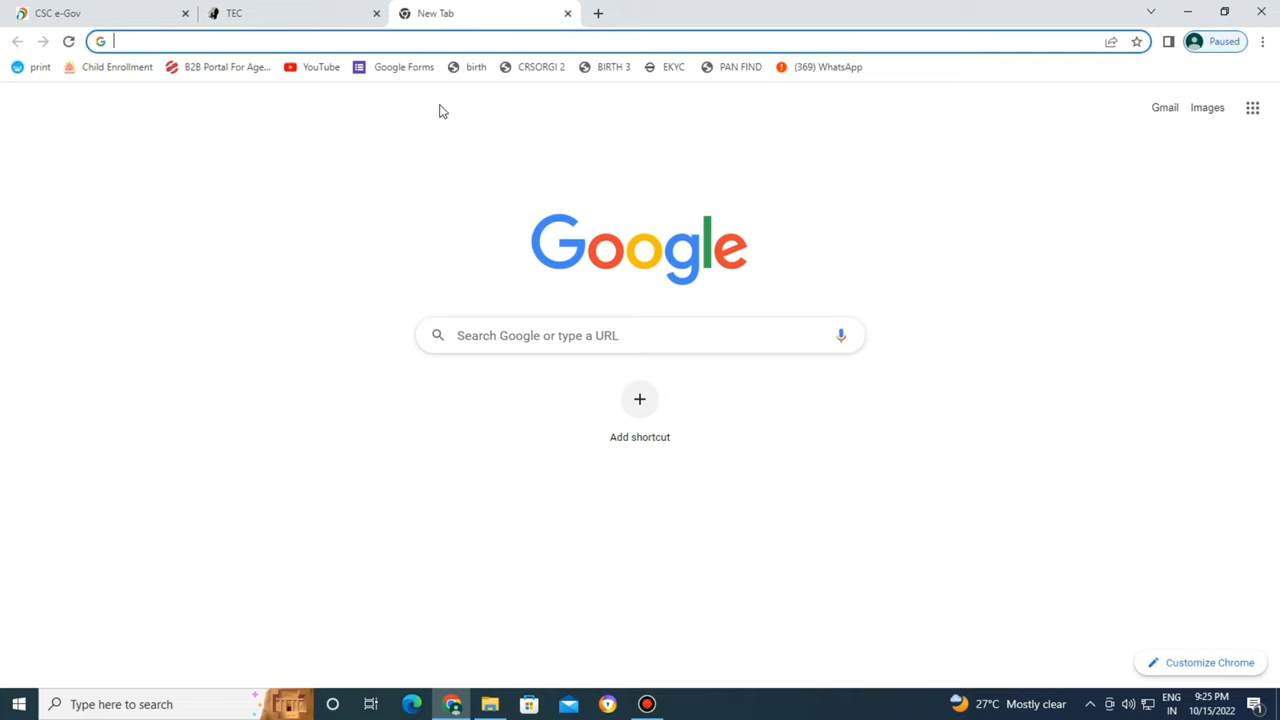 CSC e-Gov TEC New Tab
Paused
print Child Enrollment B2B Portal For Age... YouTube Google Forms birth CRSORGI 2 BIRTH 3 EKYC PAN FIND (369) WhatsApp
Gmail Images
Google
Search Google or type a URL
Add shortcut
Customize Chrome
Type here to search
27°C Mostly clear
ENG
IN
9:25 PM
10/15/2022
1